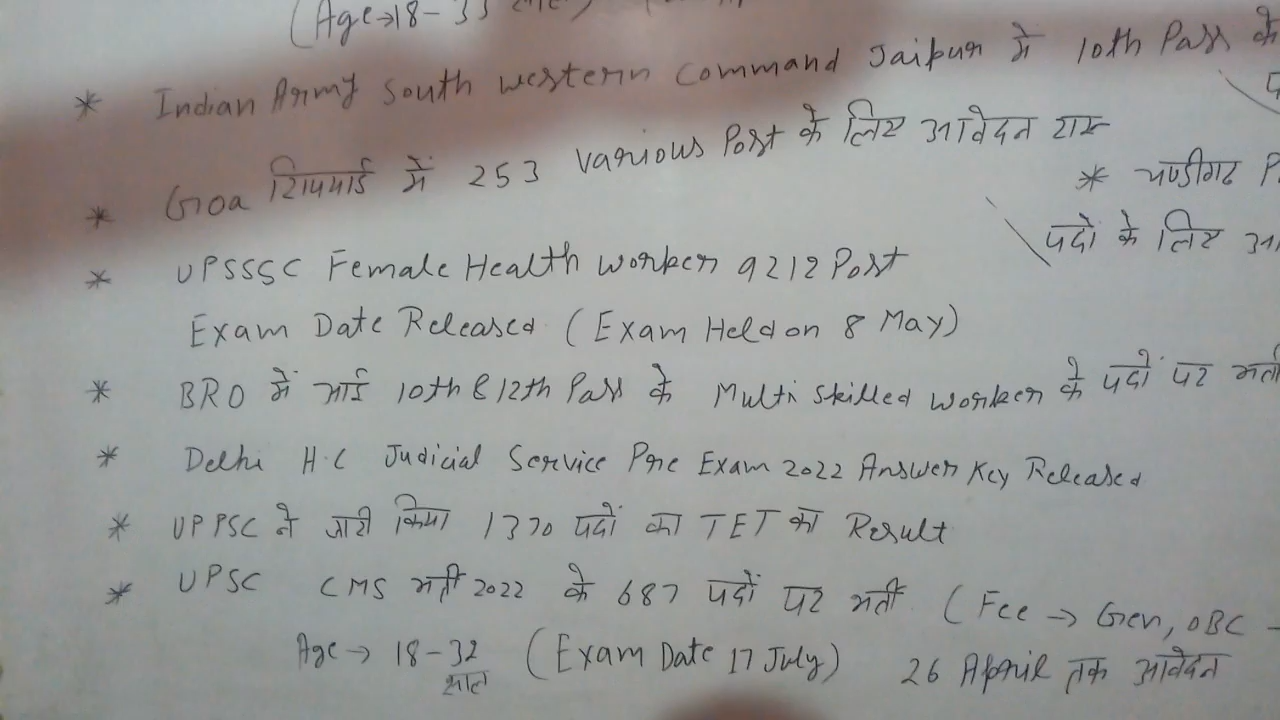 (Age→18-33 साल)
* Indian Army South Western Command Jaipur में 10th Pass के
* Goa शिपयार्ड में 253 various Post के लिए आवेदन शुरू
* चण्डीगढ़
पदों के लिए
* UPSSSC Female Health Worker 9212 Post
Exam Date Released (Exam Held on 8 May)
* BRO में आई 10th & 12th Pass के Multi Skilled Worker के पदों पर भर्ती
* Delhi H.C Judicial Service Pre Exam 2022 Answer Key Released
* UPPSC ने जारी किया 1370 पदों का TET का Result
* UPSC CMS भर्ती 2022 के 687 पदों पर भर्ती (Fee → Gen, OBC -
Age → 18-32 साल (Exam Date 17 July) 26 April तक आवेदन